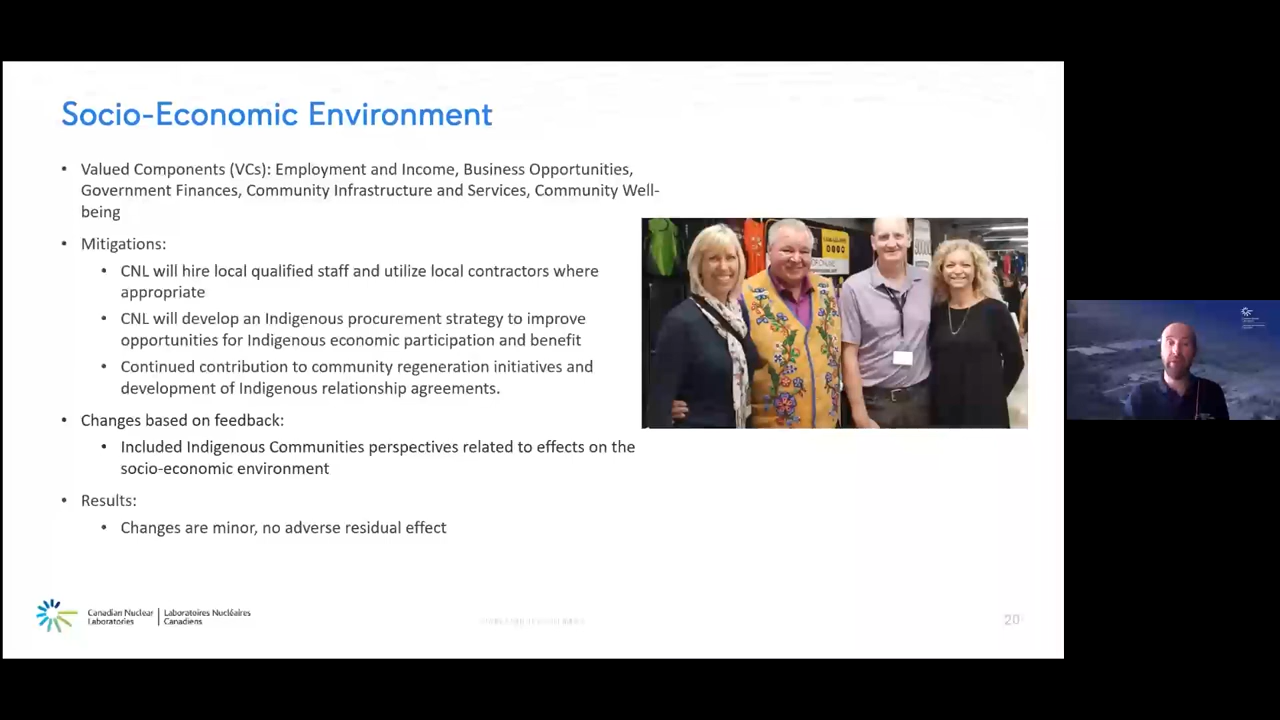 Socio-Economic Environment
• Valued Components (VCs): Employment and Income, Business Opportunities,
Government Finances, Community Infrastructure and Services, Community Well-
being
• Mitigations:
• CNL will hire local qualified staff and utilize local contractors where
appropriate
• CNL will develop an Indigenous procurement strategy to improve
opportunities for Indigenous economic participation and benefit
• Continued contribution to community regeneration initiatives and
development of Indigenous relationship agreements.
• Changes based on feedback:
• Included Indigenous Communities perspectives related to effects on the
socio-economic environment
• Results:
• Changes are minor, no adverse residual effect
Canadian Nuclear
Laboratories
Laboratoires Nucléaires
Canadiens
20